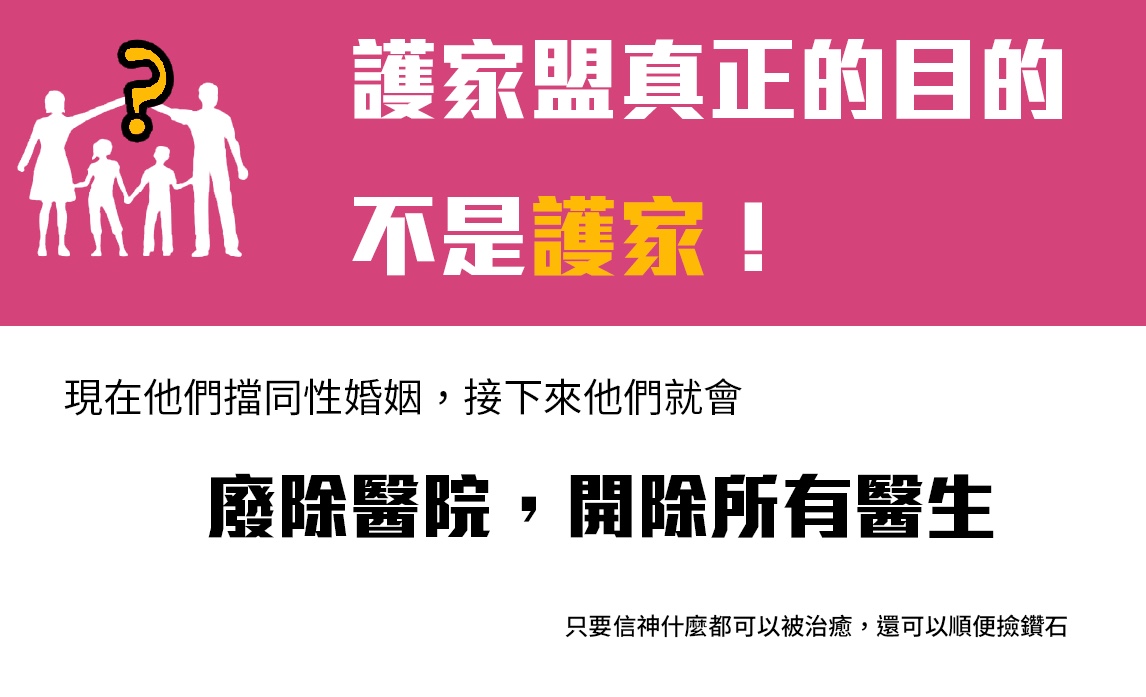 護家盟真正的目的
不是護家！
現在他們擋同性婚姻，接下來他們就會
廢除醫院，開除所有醫生
只要信神什麼都可以被治癒，還可以順便撿鑽石